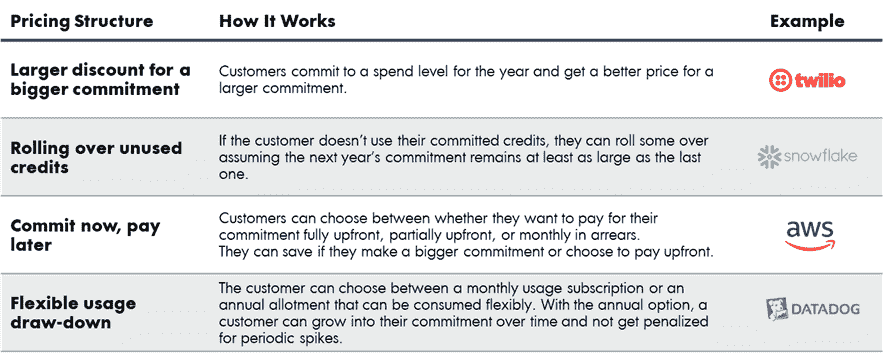 Pricing Structure How It Works Example
Larger discount for a
bigger commitment
Customers commit to a spend level for the year and get a better price for a
larger commitment.
twilio
Rolling over unused
credits
If the customer doesn't use their committed credits, they can roll some over
assuming the next year's commitment remains at least as large as the last
one.
snowflake
Commit now, pay
later
Customers can choose between whether they want to pay for their
commitment fully upfront, partially upfront, or monthly in arrears.
They can save if they make a bigger commitment or choose to pay upfront.
aws
Flexible usage
draw-down
The customer can choose between a monthly usage subscription or an
annual allotment that can be consumed flexibly. With the annual option, a
customer can grow into their commitment over time and not get penalized
for periodic spikes.
DATADOG